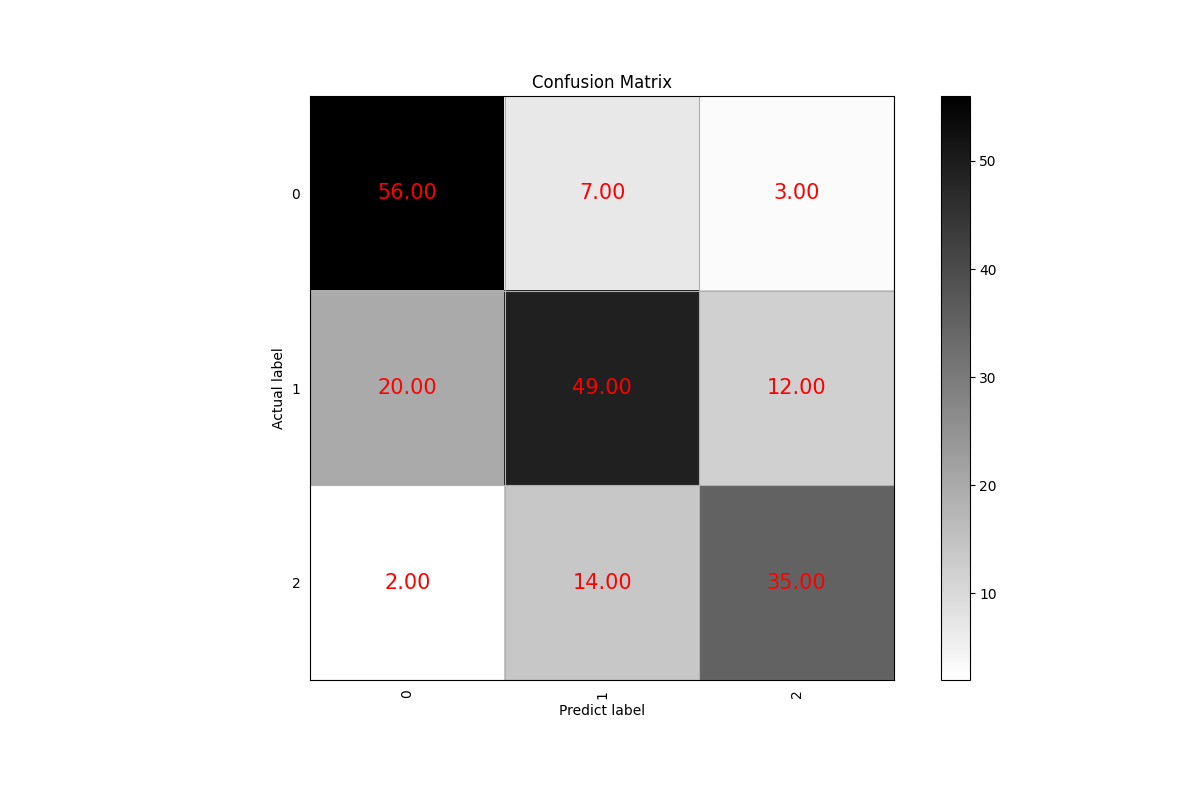 Confusion Matrix
0 56.00 7.00 3.00
Actual label
1 20.00 49.00 12.00
2 2.00 14.00 35.00
0 1 2
Predict label
50
40
30
20
10